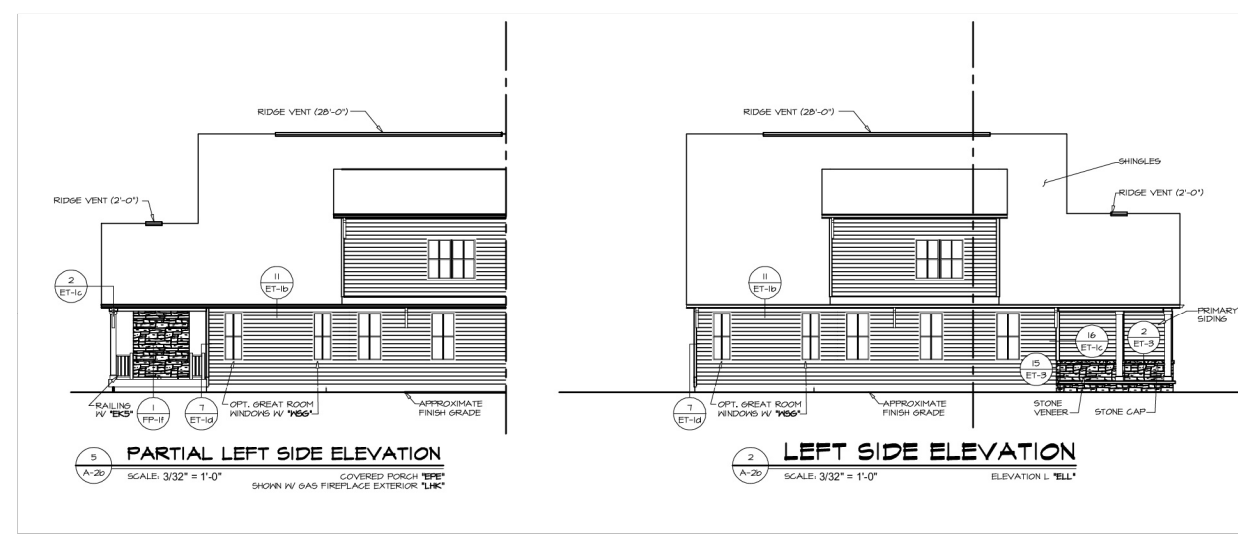 RIDGE VENT (28'-0")
RIDGE VENT (2'-0")
2
ET-1c
11
ET-1b
RAILING
W/ "EKS"
1
FP-1f
7
ET-1d
OPT. GREAT ROOM
WINDOWS W/ "WSG"
APPROXIMATE
FINISH GRADE
5
A-2b
PARTIAL LEFT SIDE ELEVATION
SCALE: 3/32" = 1'-0"
COVERED PORCH "EPE"
SHOWN W/ GAS FIREPLACE EXTERIOR "LHK"
RIDGE VENT (28'-0")
SHINGLES
RIDGE VENT (2'-0")
11
ET-1b
PRIMARY
SIDING
16
ET-1c
2
ET-3
15
ET-3
7
ET-1d
OPT. GREAT ROOM
WINDOWS W/ "WSG"
APPROXIMATE
FINISH GRADE
STONE
VENEER
STONE CAP
2
A-2b
LEFT SIDE ELEVATION
SCALE: 3/32" = 1'-0"
ELEVATION L "ELL"